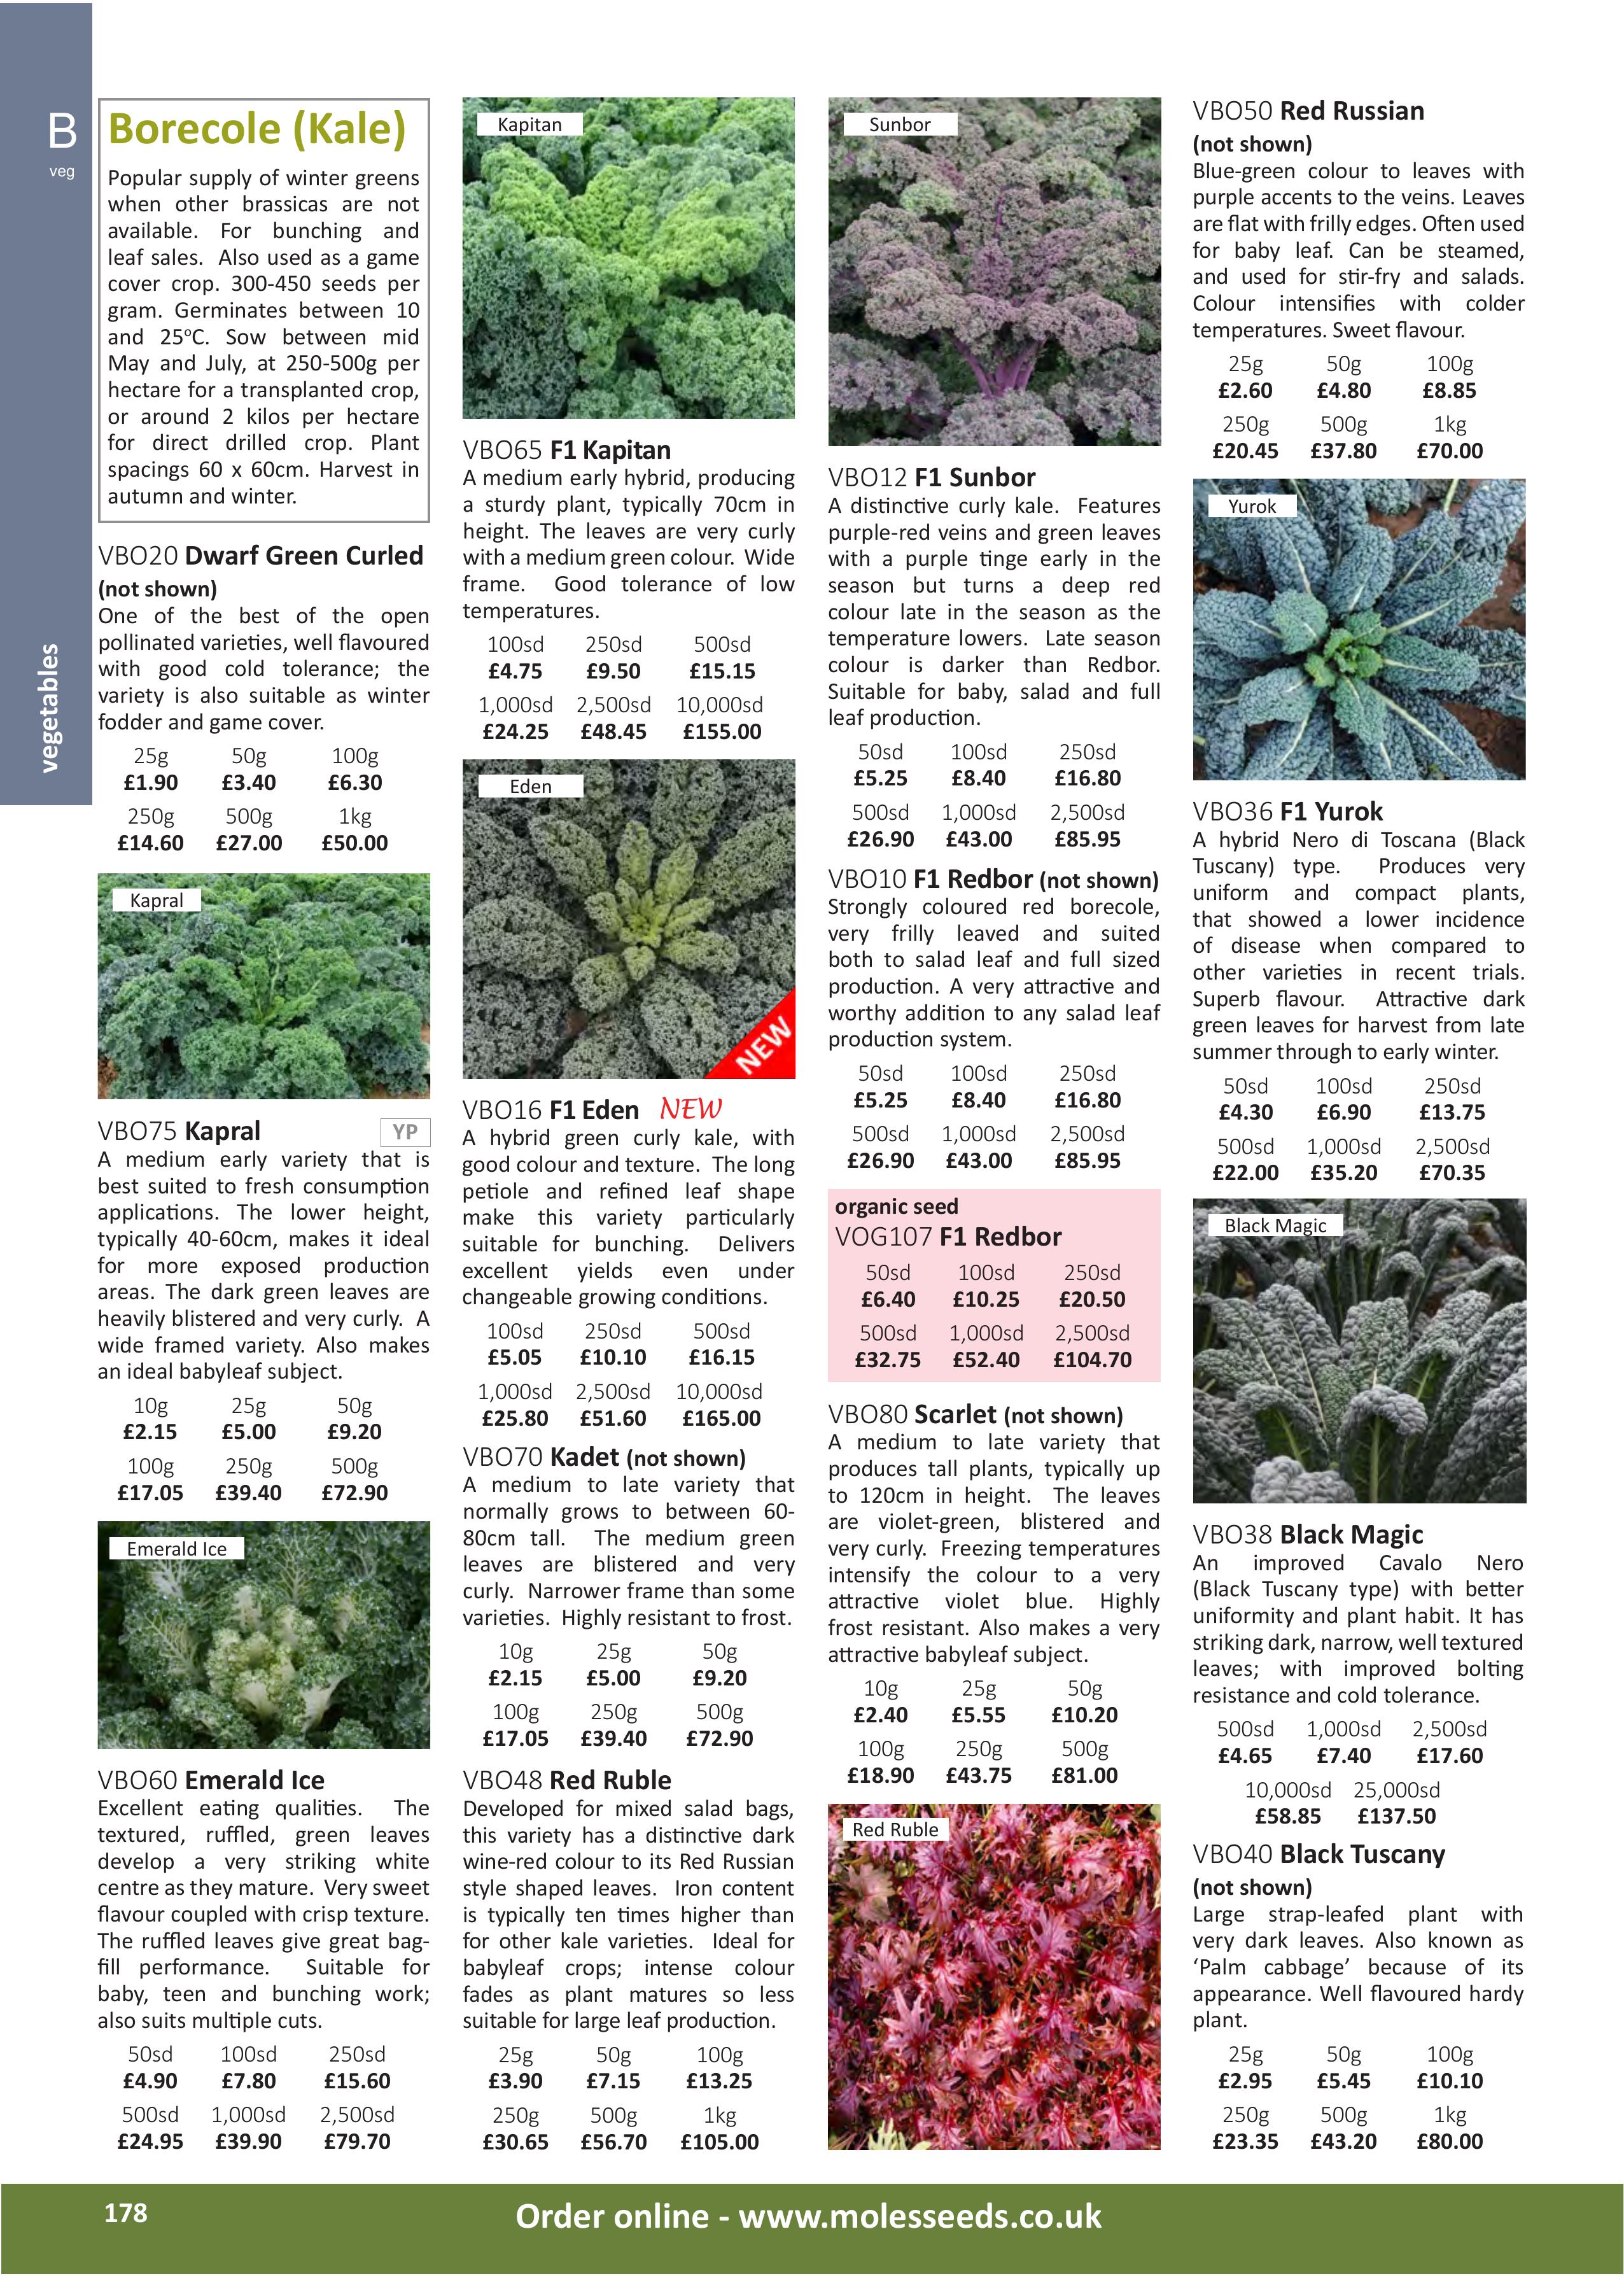 B
veg
vegetables
Borecole (Kale)
Popular supply of winter greens
when other brassicas are not
available. For bunching and
leaf sales. Also used as a game
cover crop. 300-450 seeds per
gram. Germinates between 10
and 25°C. Sow between mid
May and July, at 250-500g per
hectare for a transplanted crop,
or around 2 kilos per hectare
for direct drilled crop. Plant
spacings 60 x 60cm. Harvest in
autumn and winter.
VBO20 Dwarf Green Curled
(not shown)
One of the best of the open
pollinated varieties, well flavoured
with good cold tolerance; the
variety is also suitable as winter
fodder and game cover.
25g 50g 100g
£1.90 £3.40 £6.30
250g 500g 1kg
£14.60 £27.00 £50.00
Kapral
VBO75 Kapral YP
A medium early variety that is
best suited to fresh consumption
applications. The lower height,
typically 40-60cm, makes it ideal
for more exposed production
areas. The dark green leaves are
heavily blistered and very curly. A
wide framed variety. Also makes
an ideal babyleaf subject.
10g 25g 50g
£2.15 £5.00 £9.20
100g 250g 500g
£17.05 £39.40 £72.90
Emerald Ice
VBO60 Emerald Ice
Excellent eating qualities. The
textured, ruffled, green leaves
develop a very striking white
centre as they mature. Very sweet
flavour coupled with crisp texture.
The ruffled leaves give great bag-
fill performance. Suitable for
baby, teen and bunching work;
also suits multiple cuts.
50sd 100sd 250sd
£4.90 £7.80 £15.60
500sd 1,000sd 2,500sd
£24.95 £39.90 £79.70
Kapitan
VBO65 F1 Kapitan
A medium early hybrid, producing
a sturdy plant, typically 70cm in
height. The leaves are very curly
with a medium green colour. Wide
frame. Good tolerance of low
temperatures.
100sd 250sd 500sd
£4.75 £9.50 £15.15
1,000sd 2,500sd 10,000sd
£24.25 £48.45 £155.00
Eden
NEW
VBO16 F1 Eden NEW
A hybrid green curly kale, with
good colour and texture. The long
petiole and refined leaf shape
make this variety particularly
suitable for bunching. Delivers
excellent yields even under
changeable growing conditions.
100sd 250sd 500sd
£5.05 £10.10 £16.15
1,000sd 2,500sd 10,000sd
£25.80 £51.60 £165.00
VBO70 Kadet (not shown)
A medium to late variety that
normally grows to between 60-
80cm tall. The medium green
leaves are blistered and very
curly. Narrower frame than some
varieties. Highly resistant to frost.
10g 25g 50g
£2.15 £5.00 £9.20
100g 250g 500g
£17.05 £39.40 £72.90
VBO48 Red Ruble
Developed for mixed salad bags,
this variety has a distinctive dark
wine-red colour to its Red Russian
style shaped leaves. Iron content
is typically ten times higher than
for other kale varieties. Ideal for
babyleaf crops; intense colour
fades as plant matures so less
suitable for large leaf production.
25g 50g 100g
£3.90 £7.15 £13.25
250g 500g 1kg
£30.65 £56.70 £105.00
Sunbor
VBO12 F1 Sunbor
A distinctive curly kale. Features
purple-red veins and green leaves
with a purple tinge early in the
season but turns a deep red
colour late in the season as the
temperature lowers. Late season
colour is darker than Redbor.
Suitable for baby, salad and full
leaf production.
50sd 100sd 250sd
£5.25 £8.40 £16.80
500sd 1,000sd 2,500sd
£26.90 £43.00 £85.95
VBO10 F1 Redbor (not shown)
Strongly coloured red borecole,
very frilly leaved and suited
both to salad leaf and full sized
production. A very attractive and
worthy addition to any salad leaf
production system.
50sd 100sd 250sd
£5.25 £8.40 £16.80
500sd 1,000sd 2,500sd
£26.90 £43.00 £85.95
organic seed
VOG107 F1 Redbor
50sd 100sd 250sd
£6.40 £10.25 £20.50
500sd 1,000sd 2,500sd
£32.75 £52.40 £104.70
VBO80 Scarlet (not shown)
A medium to late variety that
produces tall plants, typically up
to 120cm in height. The leaves
are violet-green, blistered and
very curly. Freezing temperatures
intensify the colour to a very
attractive violet blue. Highly
frost resistant. Also makes a very
attractive babyleaf subject.
10g 25g 50g
£2.40 £5.55 £10.20
100g 250g 500g
£18.90 £43.75 £81.00
Red Ruble
VBO50 Red Russian
(not shown)
Blue-green colour to leaves with
purple accents to the veins. Leaves
are flat with frilly edges. Often used
for baby leaf. Can be steamed,
and used for stir-fry and salads.
Colour intensifies with colder
temperatures. Sweet flavour.
25g 50g 100g
£2.60 £4.80 £8.85
250g 500g 1kg
£20.45 £37.80 £70.00
Yurok
VBO36 F1 Yurok
A hybrid Nero di Toscana (Black
Tuscany) type. Produces very
uniform and compact plants,
that showed a lower incidence
of disease when compared to
other varieties in recent trials.
Superb flavour. Attractive dark
green leaves for harvest from late
summer through to early winter.
50sd 100sd 250sd
£4.30 £6.90 £13.75
500sd 1,000sd 2,500sd
£22.00 £35.20 £70.35
Black Magic
VBO38 Black Magic
An improved Cavalo Nero
(Black Tuscany type) with better
uniformity and plant habit. It has
striking dark, narrow, well textured
leaves; with improved bolting
resistance and cold tolerance.
500sd 1,000sd 2,500sd
£4.65 £7.40 £17.60
10,000sd 25,000sd
£58.85 £137.50
VBO40 Black Tuscany
(not shown)
Large strap-leafed plant with
very dark leaves. Also known as
‘Palm cabbage’ because of its
appearance. Well flavoured hardy
plant.
25g 50g 100g
£2.95 £5.45 £10.10
250g 500g 1kg
£23.35 £43.20 £80.00
178
Order online - www.molesseeds.co.uk